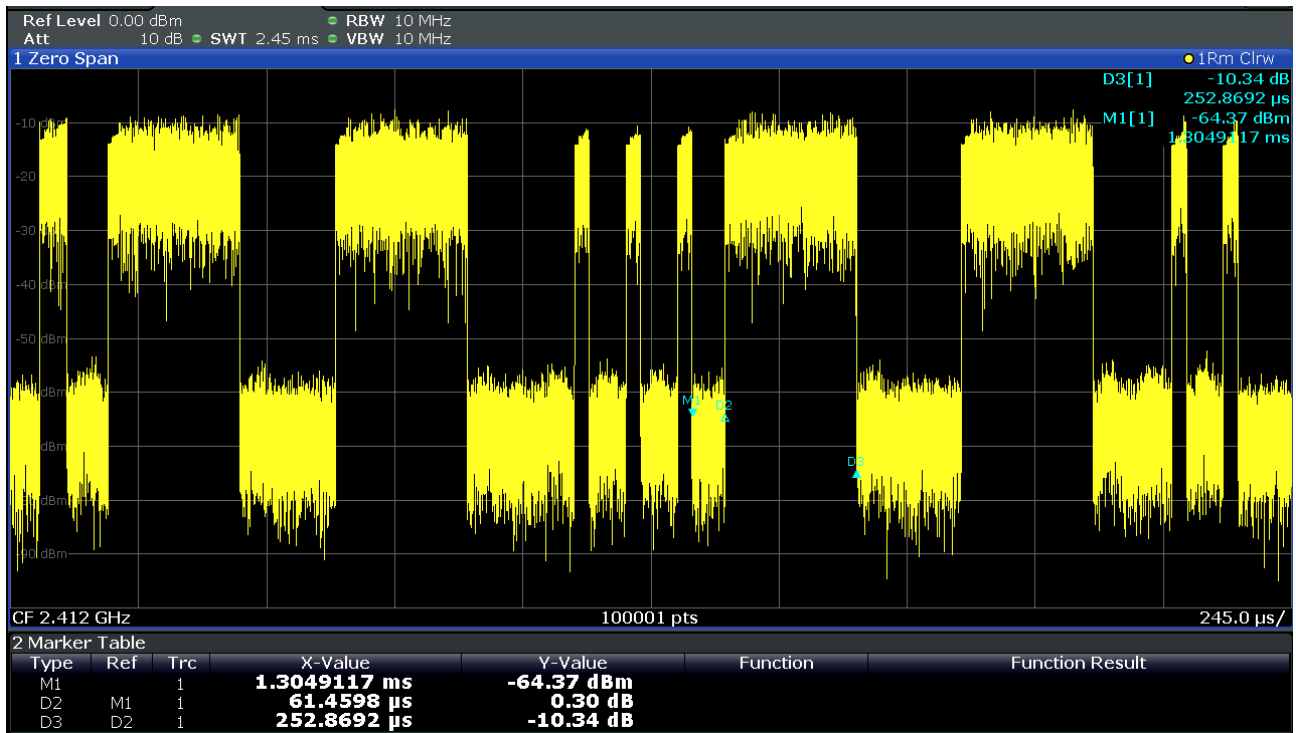 Ref Level 0.00 dBm RBW 10 MHz
Att 10 dB SWT 2.45 ms VBW 10 MHz
1 Zero Span 1Rm Clrw
D3[1] -10.34 dB
252.8692 µs
M1[1] -64.37 dBm
1.3049117 ms
-10 dBm
-20
-30
-40 dBm
-50 dBm
dBm
dBm
dBm
-90 dBm
M1 D2
D3
CF 2.412 GHz 100001 pts 245.0 µs/
2 Marker Table
Type Ref Trc X-Value Y-Value Function Function Result
M1 1 1.3049117 ms -64.37 dBm
D2 M1 1 61.4598 µs 0.30 dB
D3 D2 1 252.8692 µs -10.34 dB